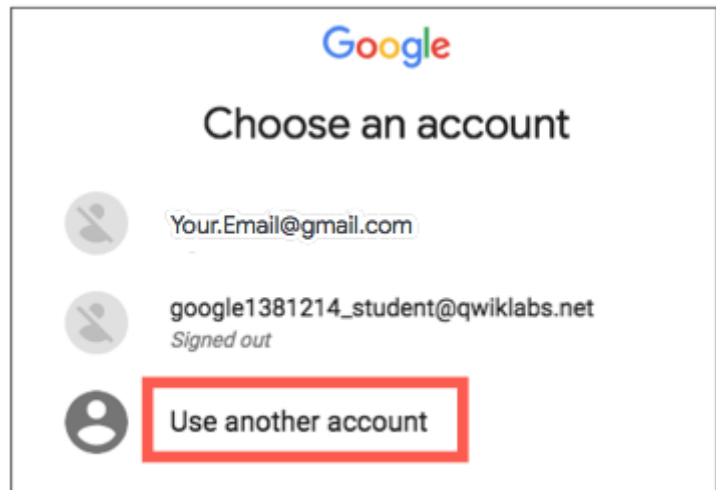 Google
Choose an account
Your.Email@gmail.com
google1381214_student@qwiklabs.net
Signed out
Use another account